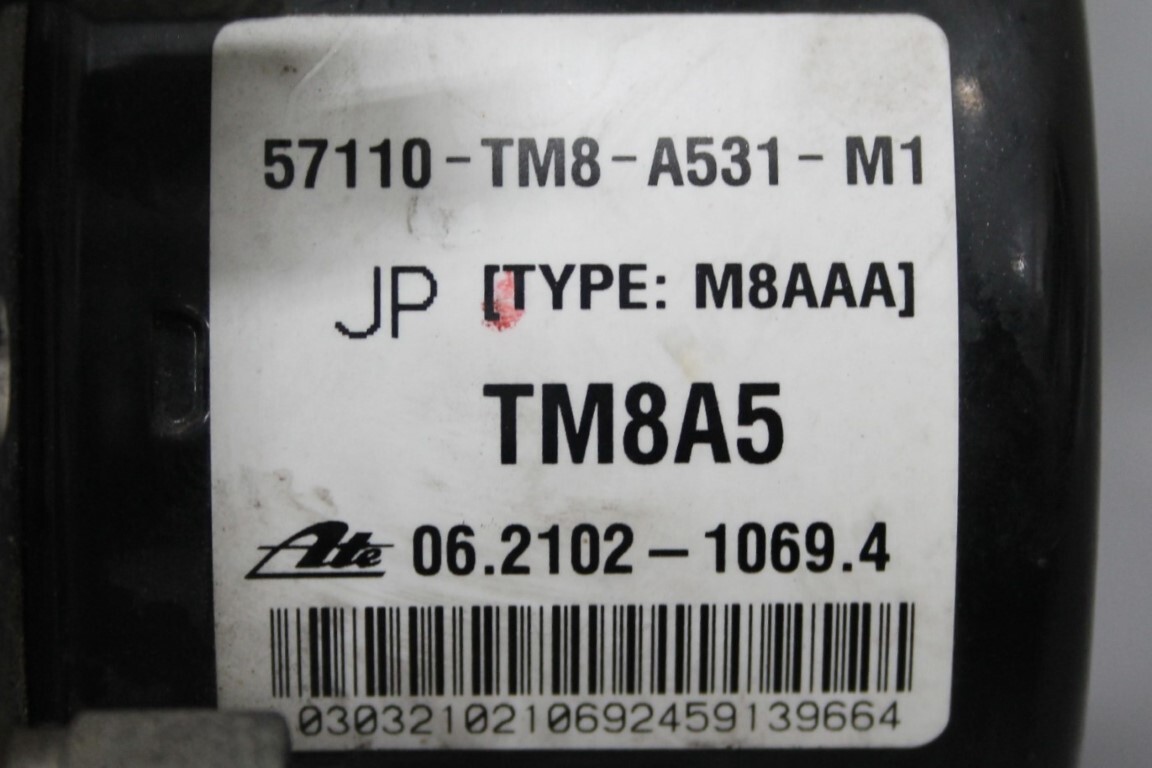 57110-TM8-A531-M1
JP [TYPE: M8AAA]
TM8A5
Ate 06.2102-1069.4
0303210210692459139664